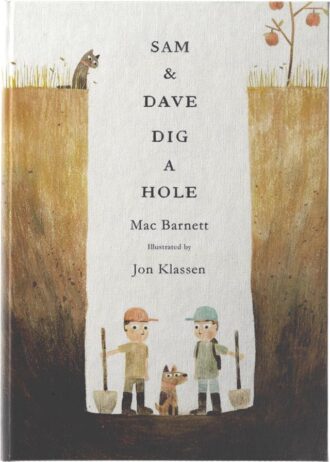 SAM
&
DAVE
DIG
A
HOLE
Mac Barnett
Illustrated by
Jon Klassen